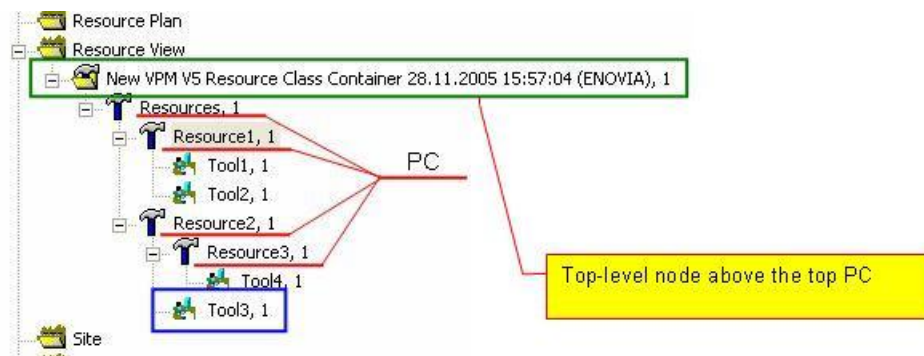 Resource Plan
Resource View
New VPM V5 Resource Class Container 28.11.2005 15:57:04 (ENOVIA), 1
Resources, 1
Resource1, 1
Tool1, 1
PC
Tool2, 1
Resource2, 1
Resource3, 1
Tool4, 1
Top-level node above the top PC
Tool3, 1
Site